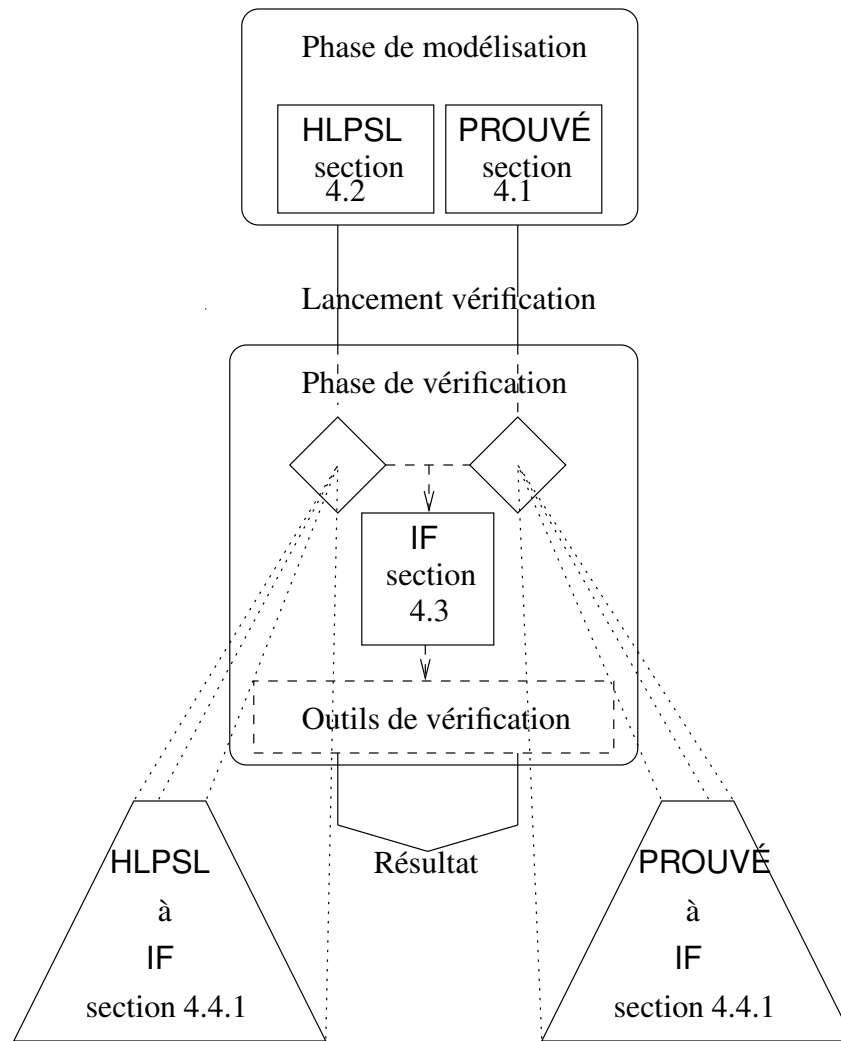 Phase de modélisation
HLPSL
section
4.2
PROUVÉ
section
4.1
Lancement vérification
Phase de vérification
IF
section
4.3
Outils de vérification
Résultat
HLPSL
à
IF
section 4.4.1
PROUVÉ
à
IF
section 4.4.1